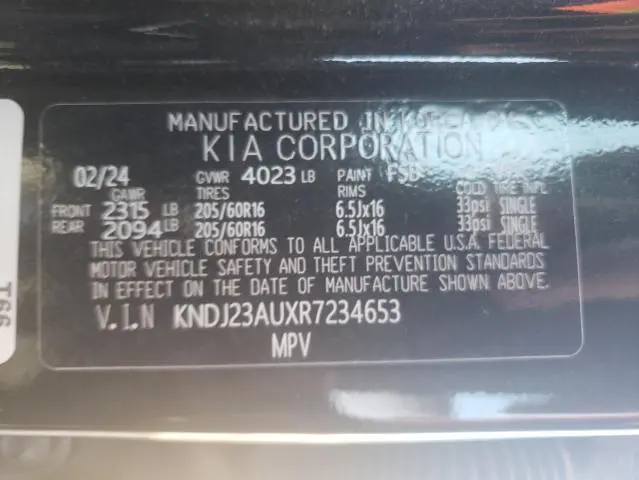 MANUFACTURED IN KOREA BY
KIA CORPORATION
02/24 GVWR 4023 LB PAINT FSB
GAWR TIRES RIMS COLD TIRE INFL
FRONT 2315 LB 205/60R16 6.5Jx16 33psi SINGLE
REAR 2094 LB 205/60R16 6.5Jx16 33psi SINGLE
THIS VEHICLE CONFORMS TO ALL APPLICABLE U.S.A. FEDERAL
MOTOR VEHICLE SAFETY AND THEFT PREVENTION STANDARDS
IN EFFECT ON THE DATE OF MANUFACTURE SHOWN ABOVE.
V.I.N KNDJ23AUXR7234653
MPV
T66